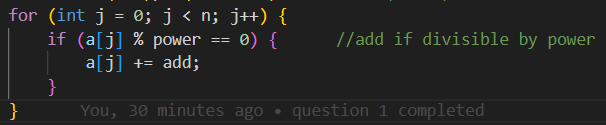 for (int j = 0; j < n; j++) {
    if (a[j] % power == 0) {      //add if divisible by power
        a[j] += add;
    }
}      You, 30 minutes ago • question 1 completed